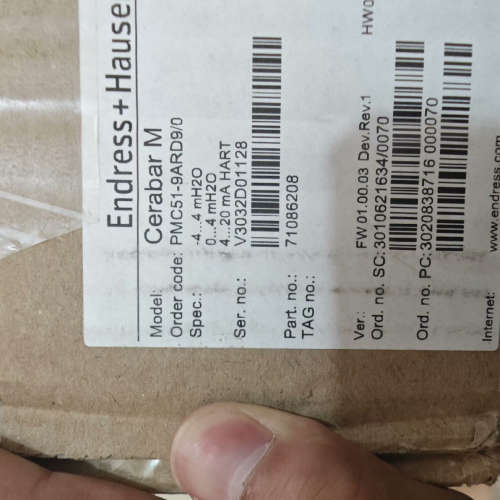 Endress+Hause
Model: Cerabar M
Order code: PMC51-9ARD9/0
Spec.: -4...4 mH2O
0...4 mH2O
4...20 mA HART
Ser. no.: V3032D01128
Part. no.: 71086208
TAG no.:
Ver.: FW 01.00.03 Dev.Rev.1 HW0
Ord. no. SC: 3010621634/0070
Ord. no. PC: 3020838716 000070
Internet: www.endress.com